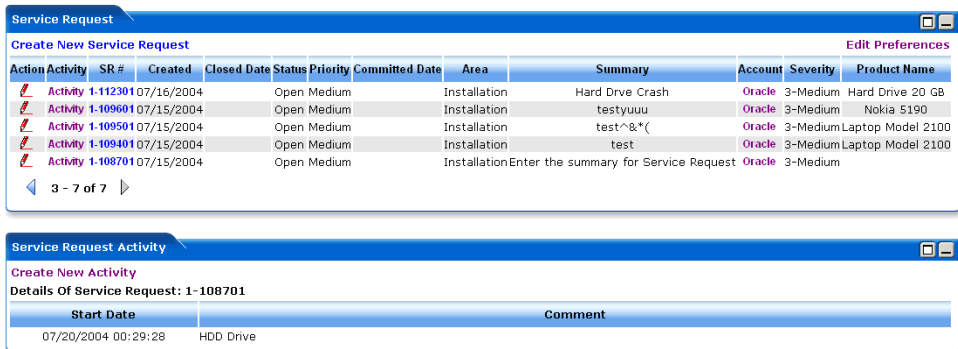 Service Request
Create New Service Request Edit Preferences
Action Activity SR # Created Closed Date Status Priority Committed Date Area Summary Account Severity Product Name
Activity 1-112301 07/16/2004 Open Medium Installation Hard Drve Crash Oracle 3-Medium Hard Drive 20 GB
Activity 1-109601 07/15/2004 Open Medium Installation testyuuu Oracle 3-Medium Nokia 5190
Activity 1-109501 07/15/2004 Open Medium Installation test^&*( Oracle 3-Medium Laptop Model 2100
Activity 1-109401 07/15/2004 Open Medium Installation test Oracle 3-Medium Laptop Model 2100
Activity 1-108701 07/15/2004 Open Medium Installation Enter the summary for Service Request Oracle 3-Medium
3 - 7 of 7
Service Request Activity
Create New Activity
Details Of Service Request: 1-108701
Start Date Comment
07/20/2004 00:29:28 HDD Drive